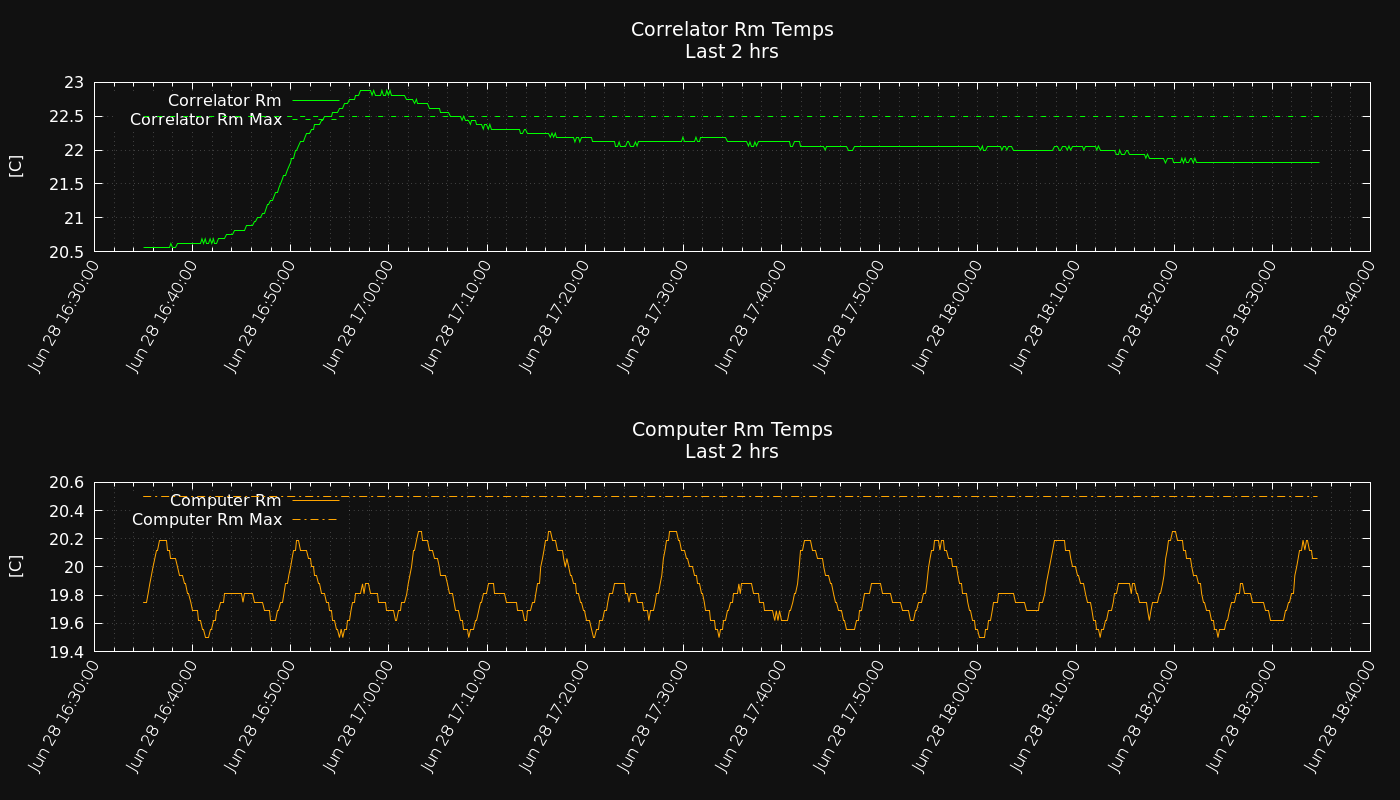 Correlator Rm Temps
Last 2 hrs
[C]
23
22.5
22
21.5
21
20.5
Correlator Rm
Correlator Rm Max
Jun 28 16:30:00
Jun 28 16:40:00
Jun 28 16:50:00
Jun 28 17:00:00
Jun 28 17:10:00
Jun 28 17:20:00
Jun 28 17:30:00
Jun 28 17:40:00
Jun 28 17:50:00
Jun 28 18:00:00
Jun 28 18:10:00
Jun 28 18:20:00
Jun 28 18:30:00
Jun 28 18:40:00
Computer Rm Temps
Last 2 hrs
[C]
20.6
20.4
20.2
20
19.8
19.6
19.4
Computer Rm
Computer Rm Max
Jun 28 16:30:00
Jun 28 16:40:00
Jun 28 16:50:00
Jun 28 17:00:00
Jun 28 17:10:00
Jun 28 17:20:00
Jun 28 17:30:00
Jun 28 17:40:00
Jun 28 17:50:00
Jun 28 18:00:00
Jun 28 18:10:00
Jun 28 18:20:00
Jun 28 18:30:00
Jun 28 18:40:00